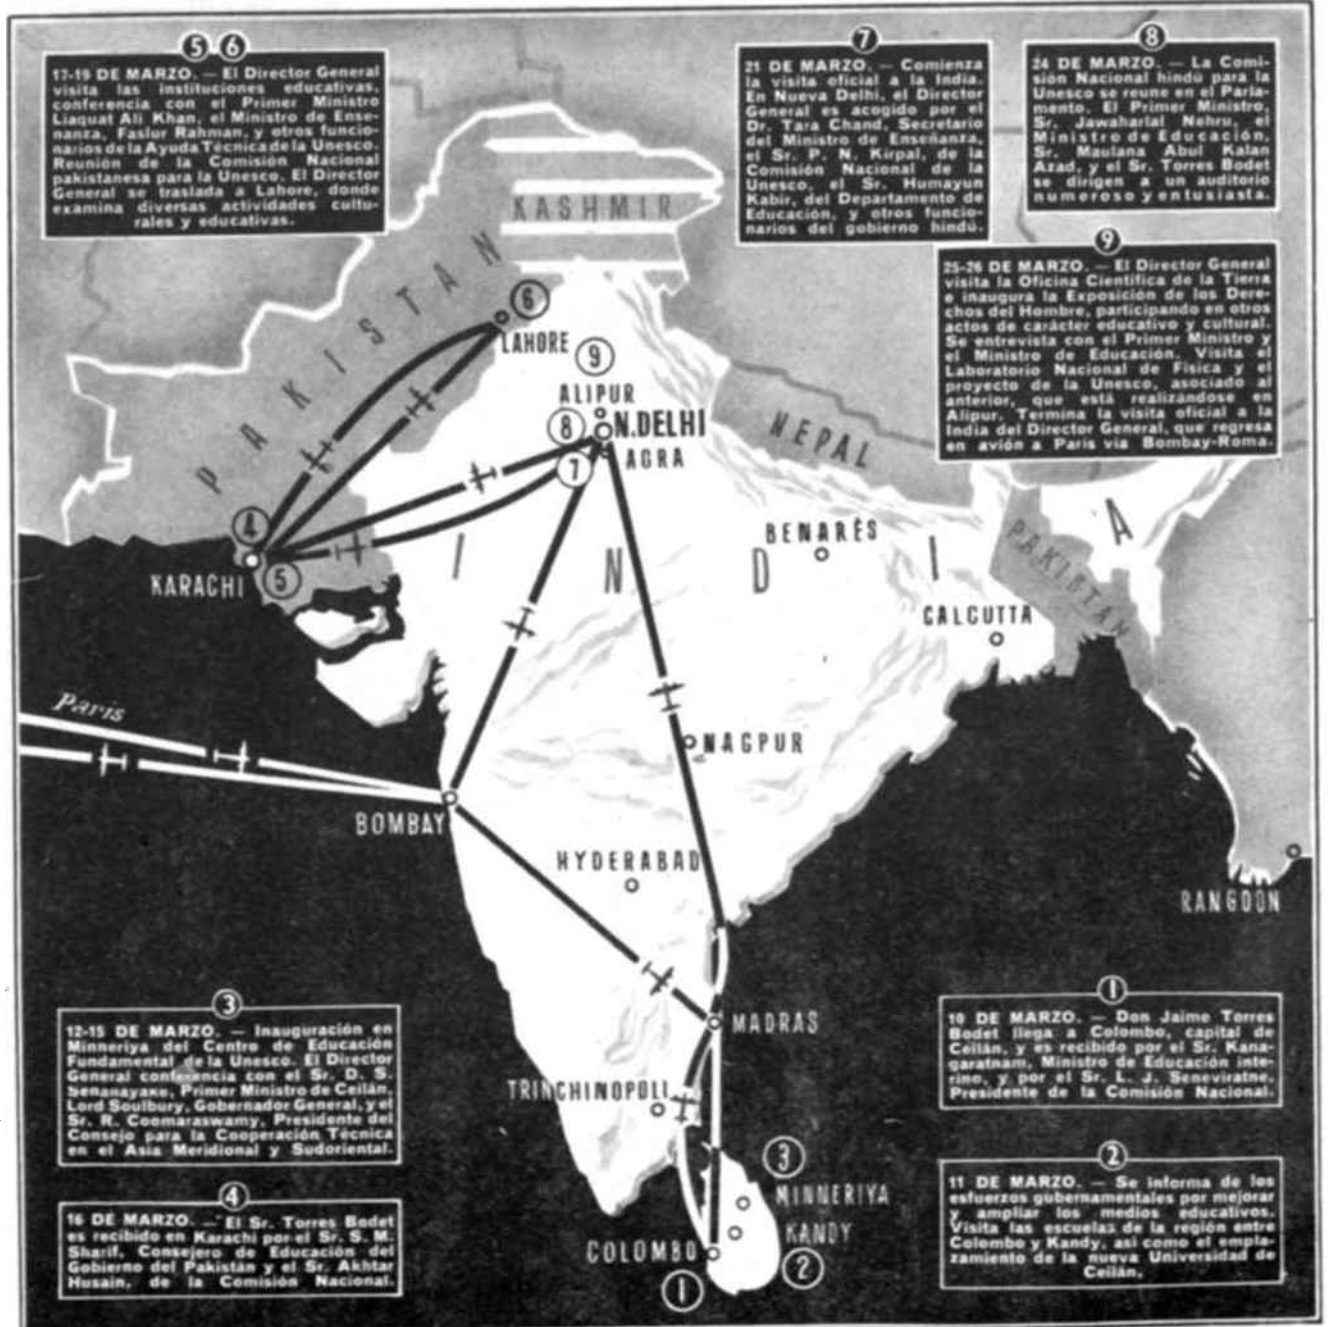 5 6
17-19 DE MARZO. — El Director General
visita las instituciones educativas,
conferencia con el Primer Ministro
Liaquat Ali Khan, el Ministro de Ense-
nanza, Faslur Rahman, y otros funcio-
narios de la Ayuda Técnica de la Unesco.
Reunión de la Comisión Nacional
pakistanesa para la Unesco. El Director
General se traslada a Lahore, donde
examina diversas actividades cultu-
rales y educativas.
7
21 DE MARZO. — Comienza
la visita oficial a la India.
En Nueva Delhi, el Director
General es acogido por el
Dr. Tara Chand, Secretario
del Ministro de Enseñanza,
el Sr. P. N. Kirpal, de la
Comisión Nacional de la
Unesco, el Sr. Humayun
Kabir, del Departamento de
Educación, y otros funcio-
narios del gobierno hindú.
8
24 DE MARZO. — La Comi-
sión Nacional hindú para la
Unesco se reune en el Parla-
mento. El Primer Ministro,
Sr. Jawaharlal Nehru, el
Ministro de Educación,
Sr. Maulana Abul Kalan
Azad, y el Sr. Torres Bodet
se dirigen a un auditorio
numeroso y entusiasta.
9
25-26 DE MARZO. — El Director General
visita la Oficina Científica de la Tierra
e inaugura la Exposición de los Dere-
chos del Hombre, participando en otros
actos de carácter educativo y cultural.
Se entrevista con el Primer Ministro y
el Ministro de Educación. Visita el
Laboratorio Nacional de Física y el
proyecto de la Unesco, asociado al
anterior, que está realizándose en
Alipur. Termina la visita oficial a la
India del Director General, que regresa
en avión a Paris via Bombay-Roma.
KASHMIR
PAKISTAN
6
LAHORE
9
ALIPUR
8
N.DELHI
7
AGRA
NEPAL
4
KARACHI
5
INDIA
BENARÉS
PAKISTAN
CALCUTTA
Paris
NAGPUR
BOMBAY
HYDERABAD
RANGOON
MADRAS
TRINCHINOPOLI
3
MINNERIYA
KANDY
COLOMBO
2
1
3
12-15 DE MARZO. — Inauguración en
Minneriya del Centro de Educación
Fundamental de la Unesco. El Director
General conferencia con el Sr. D. S.
Senanayake, Primer Ministro de Ceilán,
Lord Soulbury, Gobernador General, y el
Sr. R. Coomaraswamy, Presidente del
Consejo para la Cooperación Técnica
en el Asia Meridional y Sudoriental.
4
16 DE MARZO. — El Sr. Torres Bodet
es recibido en Karachi por el Sr. S. M.
Sharif, Consejero de Educación del
Gobierno del Pakistán y el Sr. Akhtar
Husain, de la Comisión Nacional.
1
10 DE MARZO. — Don Jaime Torres
Bodet llega a Colombo, capital de
Ceilán, y es recibido por el Sr. Kana-
garatnam, Ministro de Educación inte-
rino, y por el Sr. L. J. Seneviratne,
Presidente de la Comisión Nacional.
2
11 DE MARZO. — Se informa de los
esfuerzos gubernamentales por mejorar
y ampliar los medios educativos.
Visita las escuelas de la región entre
Colombo y Kandy, así como el empla-
zamiento de la nueva Universidad de
Ceilán.